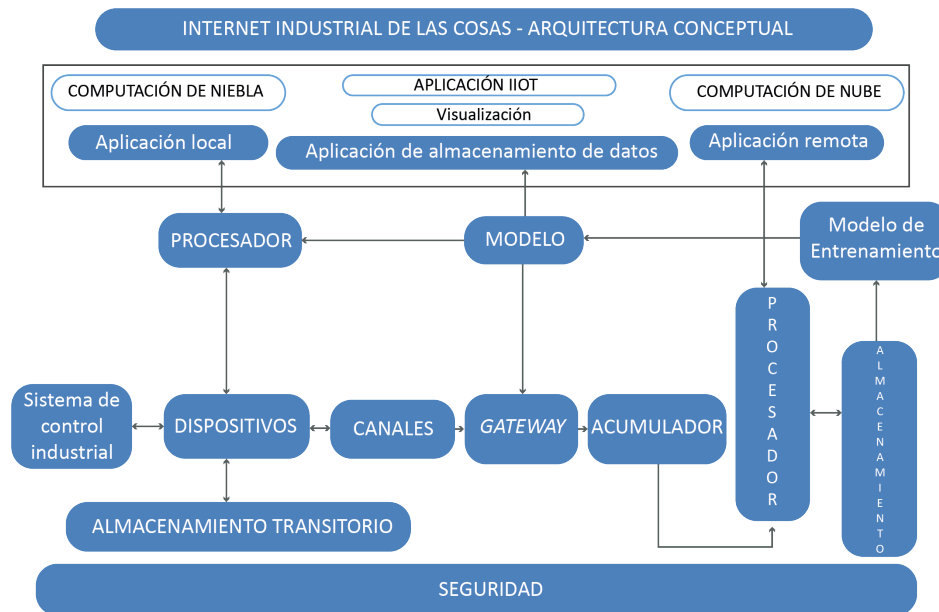 INTERNET INDUSTRIAL DE LAS COSAS - ARQUITECTURA CONCEPTUAL
COMPUTACIÓN DE NIEBLA
APLICACIÓN IIOT
COMPUTACIÓN DE NUBE
Visualización
Aplicación local
Aplicación de almacenamiento de datos
Aplicación remota
PROCESADOR
MODELO
Modelo de
Entrenamiento
PROCESADOR
ALMACENAMIENTO
Sistema de
control
industrial
DISPOSITIVOS
CANALES
GATEWAY
ACUMULADOR
ALMACENAMIENTO TRANSITORIO
SEGURIDAD